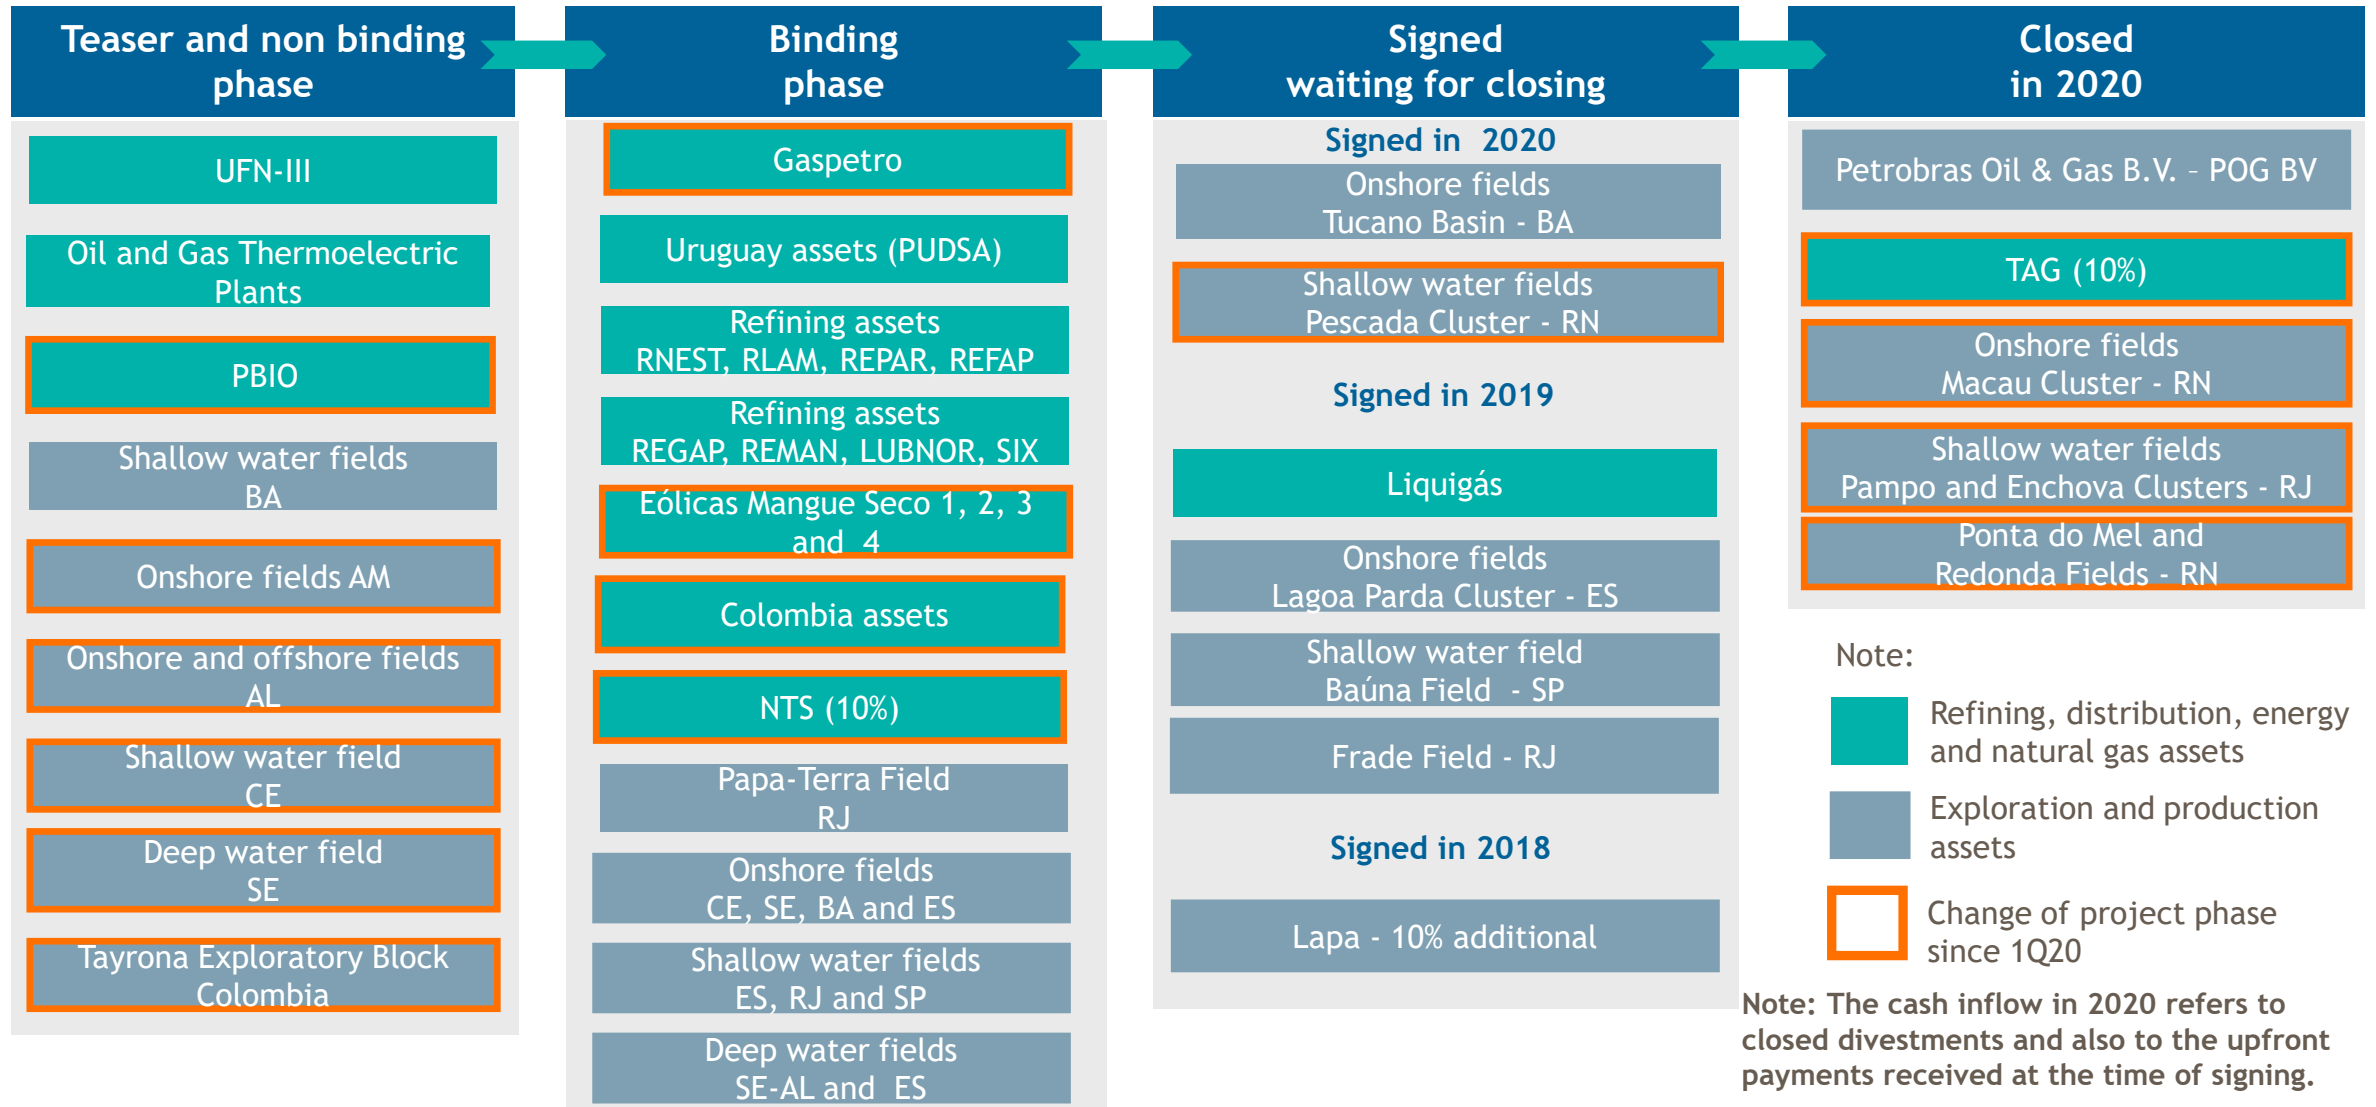 Teaser and non binding
phase
UFN-III
Oil and Gas Thermoelectric
Plants
PBIO
Shallow water fields
BA
Onshore fields AM
Onshore and offshore fields
AL
Shallow water field
CE
Deep water field
SE
Tayrona Exploratory Block
Colombia
Binding
phase
Gaspetro
Uruguay assets (PUDSA)
Refining assets
RNEST, RLAM, REPAR, REFAP
Refining assets
REGAP, REMAN, LUBNOR, SIX
Eólicas Mangue Seco 1, 2, 3
and 4
Colombia assets
NTS (10%)
Papa-Terra Field
RJ
Onshore fields
CE, SE, BA and ES
Shallow water fields
ES, RJ and SP
Deep water fields
SE-AL and ES
Signed
waiting for closing
Signed in 2020
Onshore fields
Tucano Basin - BA
Shallow water fields
Pescada Cluster - RN
Signed in 2019
Liquigás
Onshore fields
Lagoa Parda Cluster - ES
Shallow water field
Baúna Field - SP
Frade Field - RJ
Signed in 2018
Lapa - 10% additional
Closed
in 2020
Petrobras Oil & Gas B.V. – POG BV
TAG (10%)
Onshore fields
Macau Cluster - RN
Shallow water fields
Pampo and Enchova Clusters - RJ
Ponta do Mel and
Redonda Fields - RN
Note:
Refining, distribution, energy
and natural gas assets
Exploration and production
assets
Change of project phase
since 1Q20
Note: The cash inflow in 2020 refers to
closed divestments and also to the upfront
payments received at the time of signing.